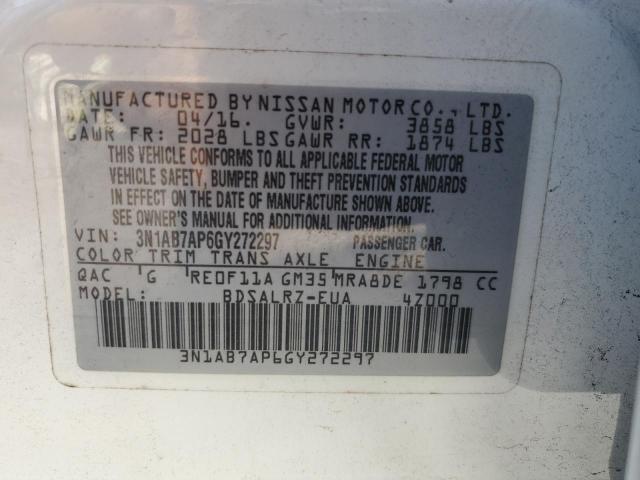 MANUFACTURED BY NISSAN MOTOR CO., LTD.
DATE: 04/16. GVWR: 3858 LBS
GAWR FR: 2028 LBS GAWR RR: 1874 LBS
THIS VEHICLE CONFORMS TO ALL APPLICABLE FEDERAL MOTOR
VEHICLE SAFETY, BUMPER AND THEFT PREVENTION STANDARDS
IN EFFECT ON THE DATE OF MANUFACTURE SHOWN ABOVE.
SEE OWNER'S MANUAL FOR ADDITIONAL INFORMATION.
VIN: 3N1AB7AP6GY272297 PASSENGER CAR.
COLOR TRIM TRANS AXLE ENGINE
QAC G RE0F11A GM35 MRA8DE 1798 CC
MODEL: BDSALRZ-EUA 4Z000
3N1AB7AP6GY272297